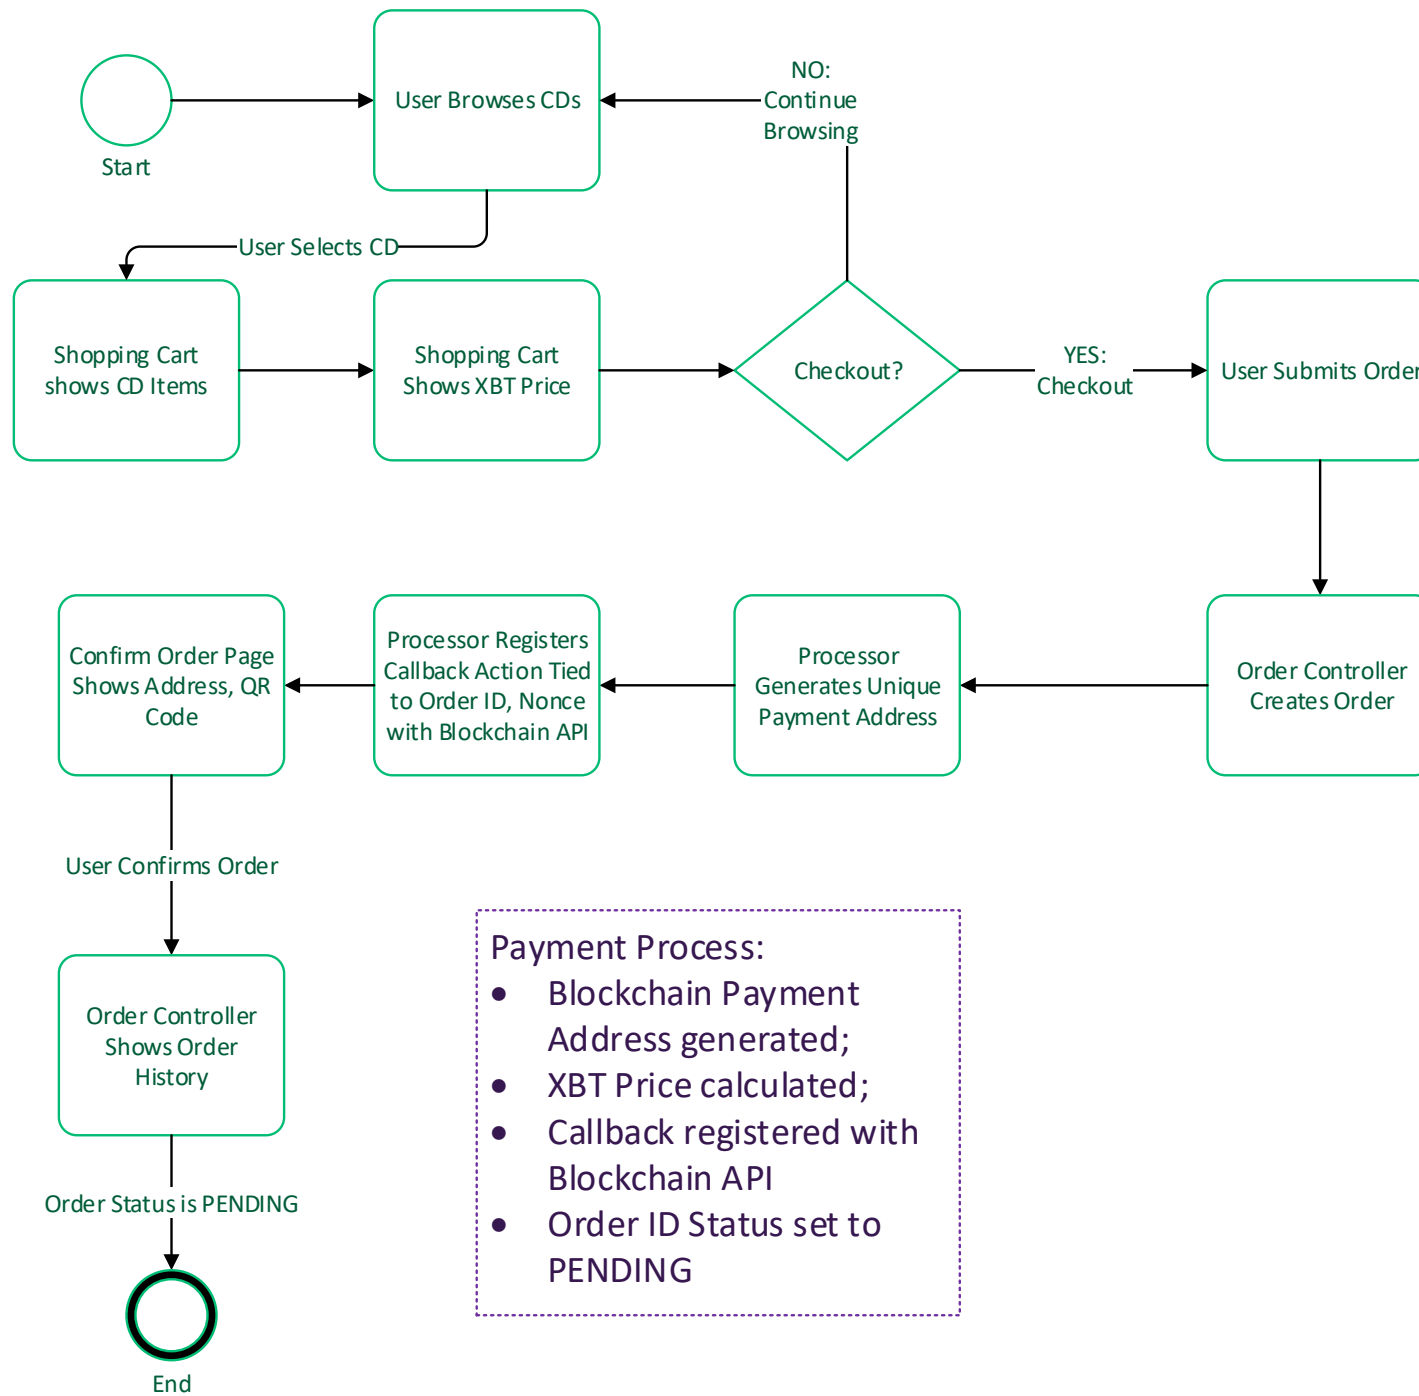 Start
User Browses CDs
NO:
Continue
Browsing
User Selects CD
Shopping Cart
shows CD Items
Shopping Cart
Shows XBT Price
Checkout?
YES:
Checkout
User Submits Order
Confirm Order Page
Shows Address, QR
Code
Processor Registers
Callback Action Tied
to Order ID, Nonce
with Blockchain API
Processor
Generates Unique
Payment Address
Order Controller
Creates Order
User Confirms Order
Order Controller
Shows Order
History
Order Status is PENDING
End
Payment Process:
• Blockchain Payment
Address generated;
• XBT Price calculated;
• Callback registered with
Blockchain API
• Order ID Status set to
PENDING